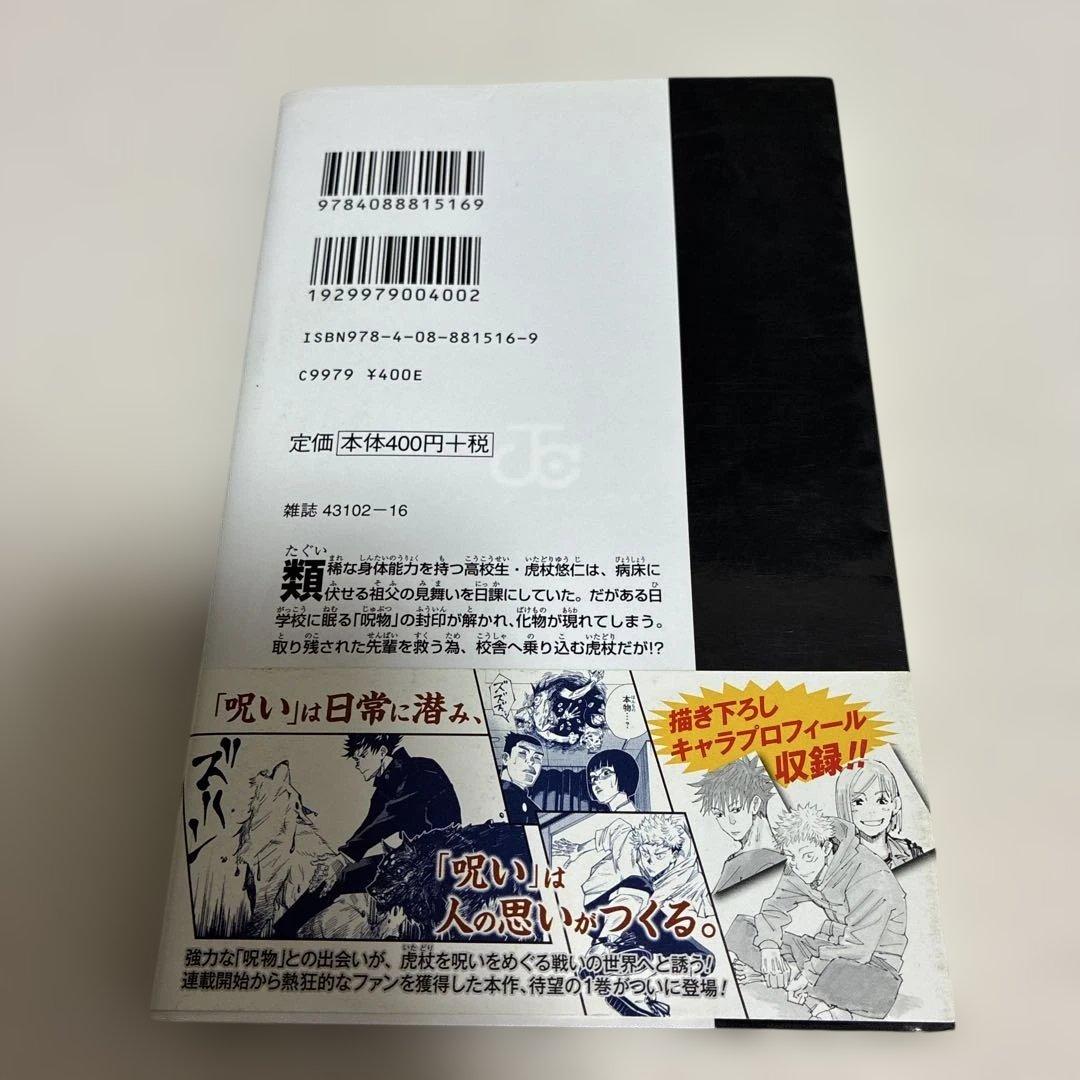 9784088815169
1929979004002
ISBN978-4-08-881516-9
C9979 ¥400E
定価 本体400円+税
JC
雑誌 43102-16
類稀な身体能力を持つ高校生・虎杖悠仁は、病床に
伏せる祖父の見舞いを日課にしていた。だがある日
学校に眠る「呪物」の封印が解かれ、化物が現れてしまう。
取り残された先輩を救う為、校舎へ乗り込む虎杖だが!?
「呪い」は日常に潜み、
ズズズ
本物…?
描き下ろし
キャラプロフィール
収録!!
「呪い」は
人の思いがつくる。
強力な「呪物」との出会いが、虎杖を呪いをめぐる戦いの世界へと誘う!
連載開始から熱狂的なファンを獲得した本作、待望の1巻がついに登場!